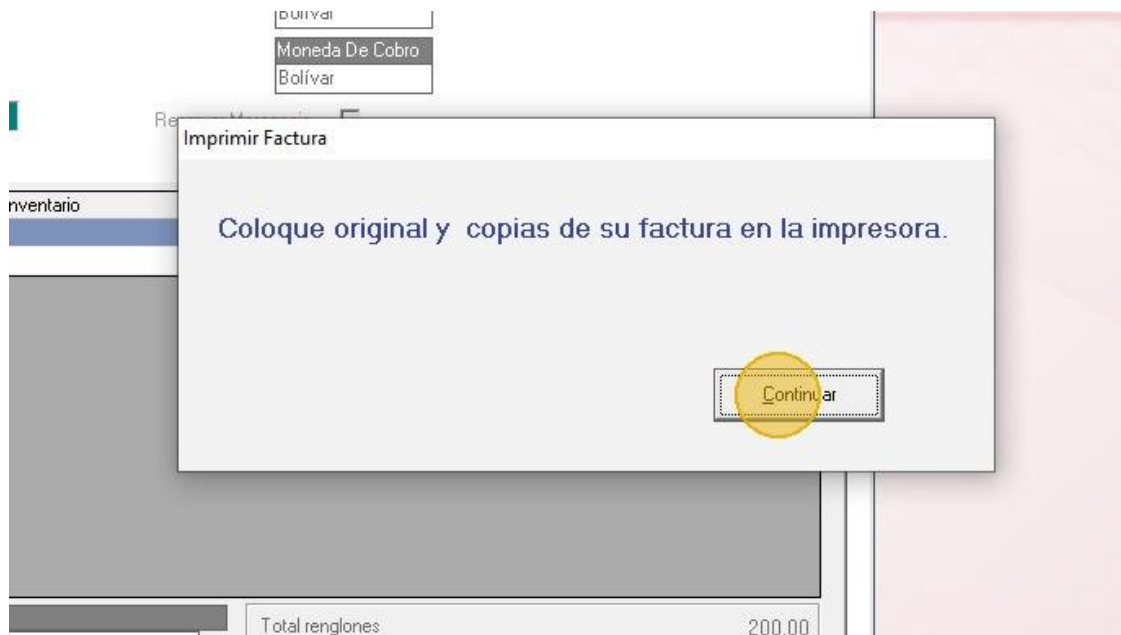 Bolívar
Moneda De Cobro
Bolívar
Imprimir Factura
nventario
Coloque original y copias de su factura en la impresora.
Continuar
Total renglones 200,00